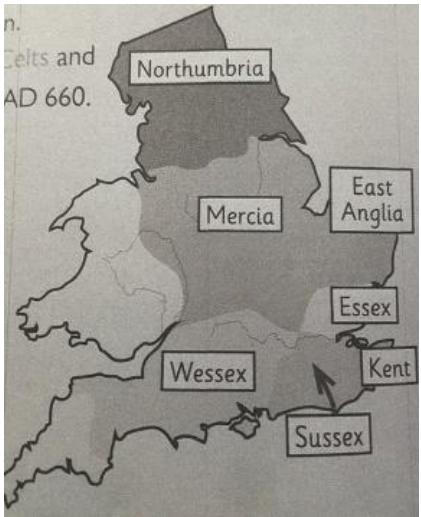 n.
Celts and
AD 660.
Northumbria
Mercia
East
Anglia
Essex
Kent
Wessex
Sussex